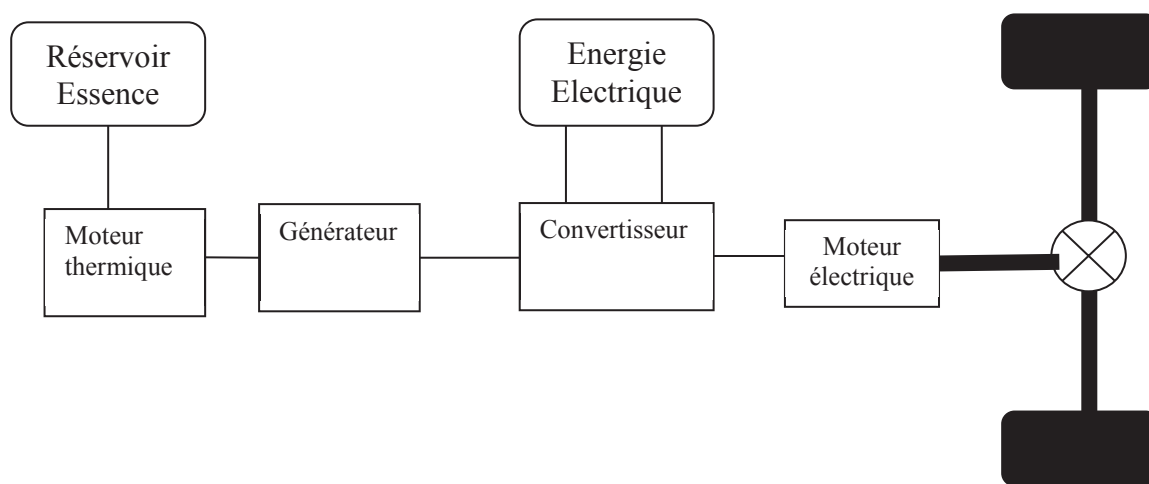 Réservoir
Essence
Energie
Electrique
Moteur
thermique
Générateur
Convertisseur
Moteur
électrique